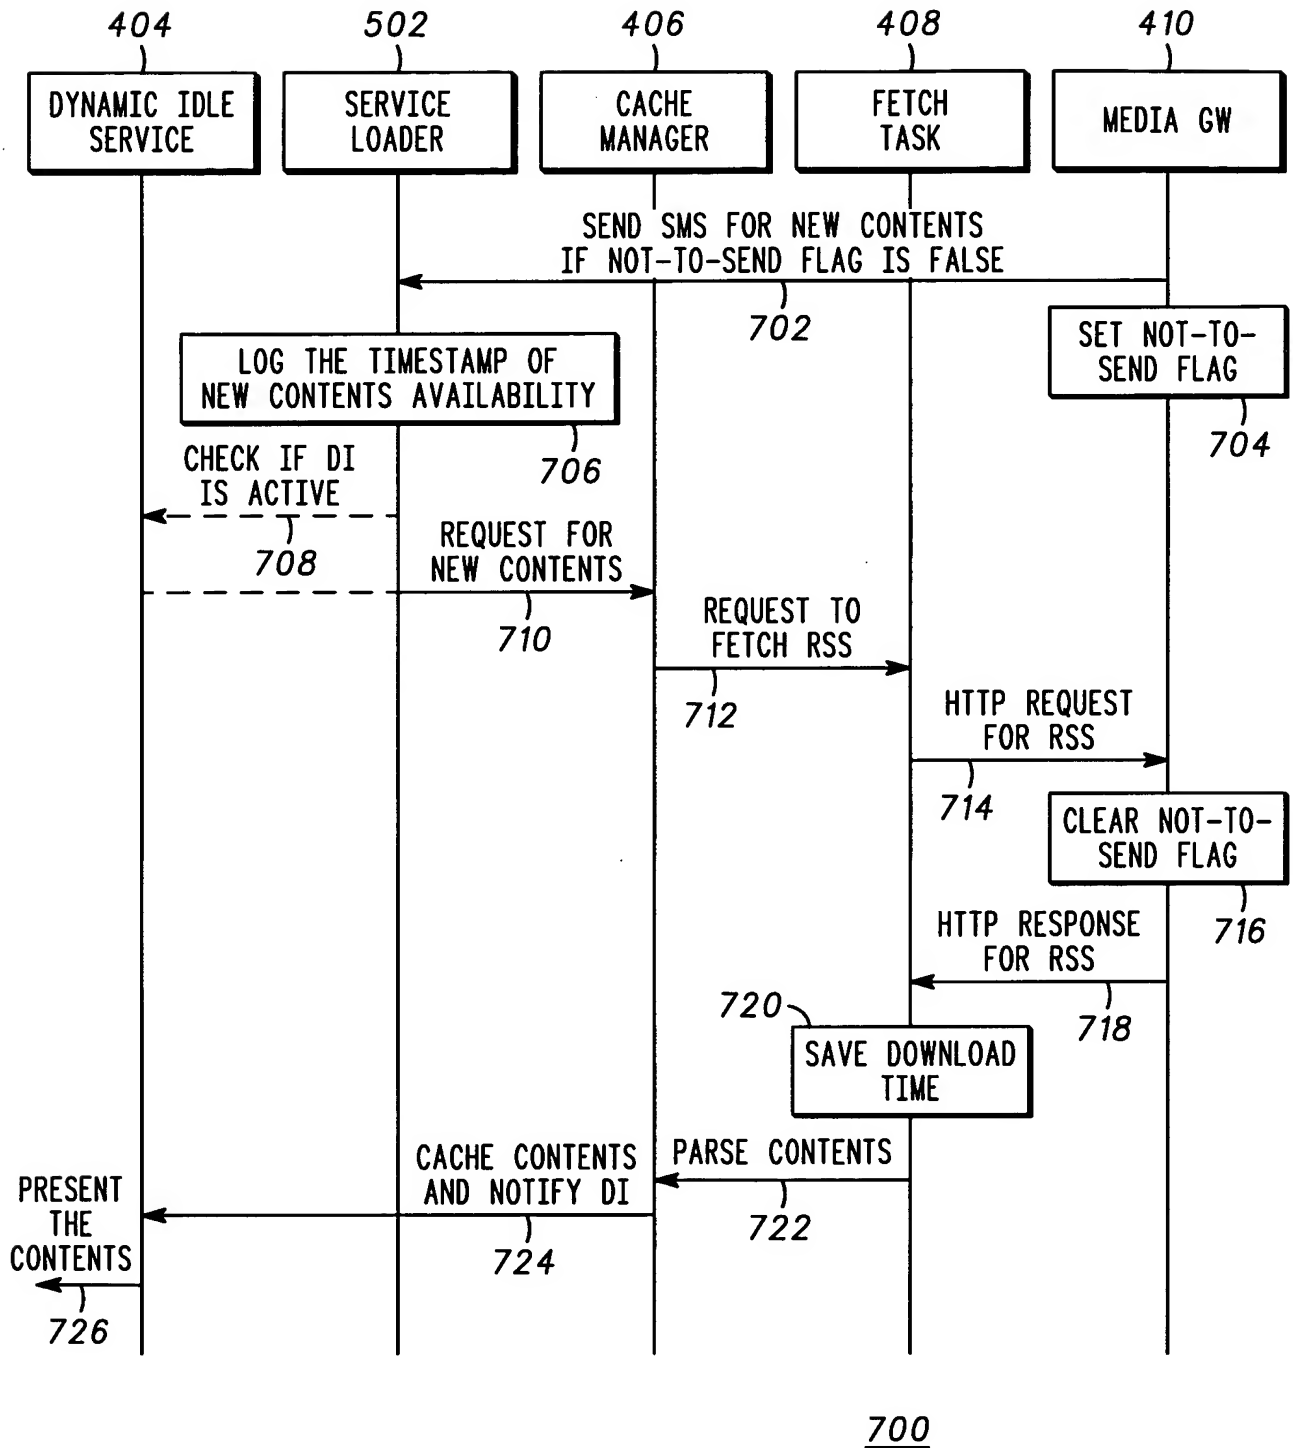 404
502
406
408
410
DYNAMIC IDLE
SERVICE
SERVICE
LOADER
CACHE
MANAGER
FETCH
TASK
MEDIA GW
SEND SMS FOR NEW CONTENTS
IF NOT-TO-SEND FLAG IS FALSE
702
SET NOT-TO-
SEND FLAG
704
LOG THE TIMESTAMP OF
NEW CONTENTS AVAILABILITY
706
CHECK IF DI
IS ACTIVE
708
REQUEST FOR
NEW CONTENTS
710
REQUEST TO
FETCH RSS
712
HTTP REQUEST
FOR RSS
714
CLEAR NOT-TO-
SEND FLAG
716
HTTP RESPONSE
FOR RSS
718
720
SAVE DOWNLOAD
TIME
PARSE CONTENTS
722
CACHE CONTENTS
AND NOTIFY DI
724
PRESENT
THE
CONTENTS
726
700